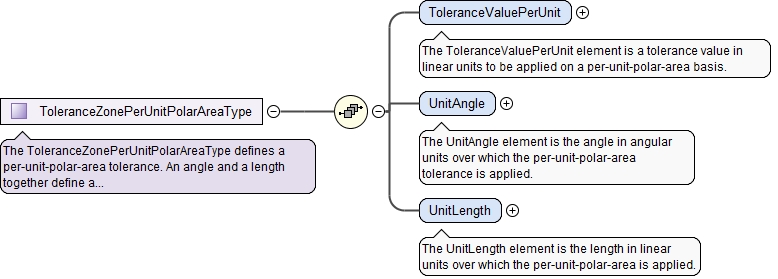 ToleranceValuePerUnit
The ToleranceValuePerUnit element is a tolerance value in
linear units to be applied on a per-unit-polar-area basis.
ToleranceZonePerUnitPolarAreaType
The ToleranceZonePerUnitPolarAreaType defines a
per-unit-polar-area tolerance. An angle and a length
together define a...
UnitAngle
The UnitAngle element is the angle in angular
units over which the per-unit-polar-area
tolerance is applied.
UnitLength
The UnitLength element is the length in linear
units over which the per-unit-polar-area is applied.